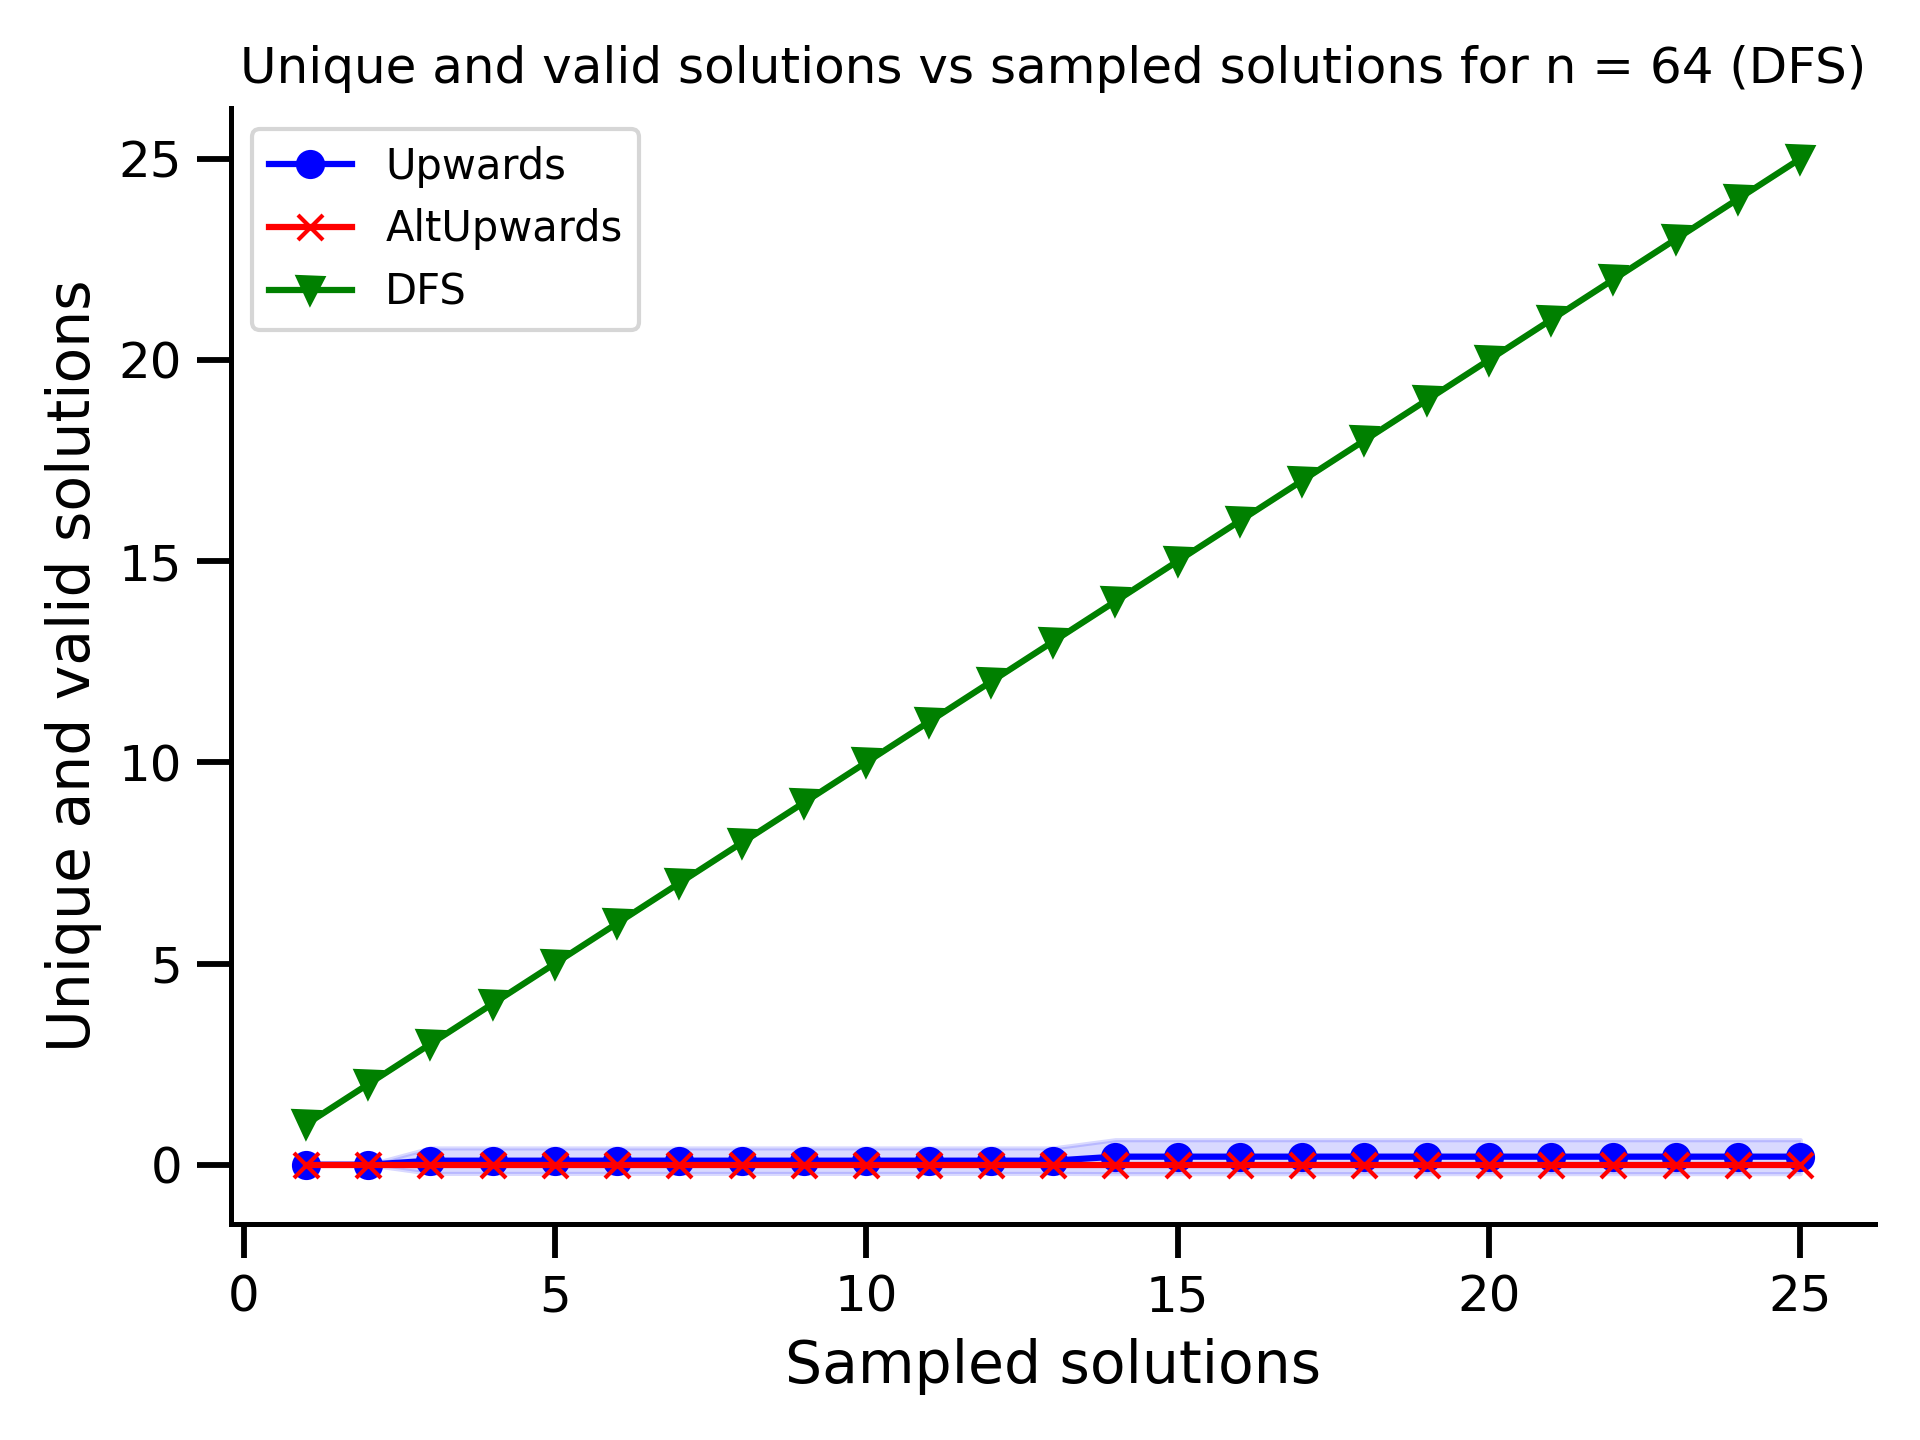 Unique and valid solutions vs sampled solutions for n = 64 (DFS)
Upwards
AltUpwards
DFS
Unique and valid solutions
25
20
15
10
5
0
0 5 10 15 20 25
Sampled solutions